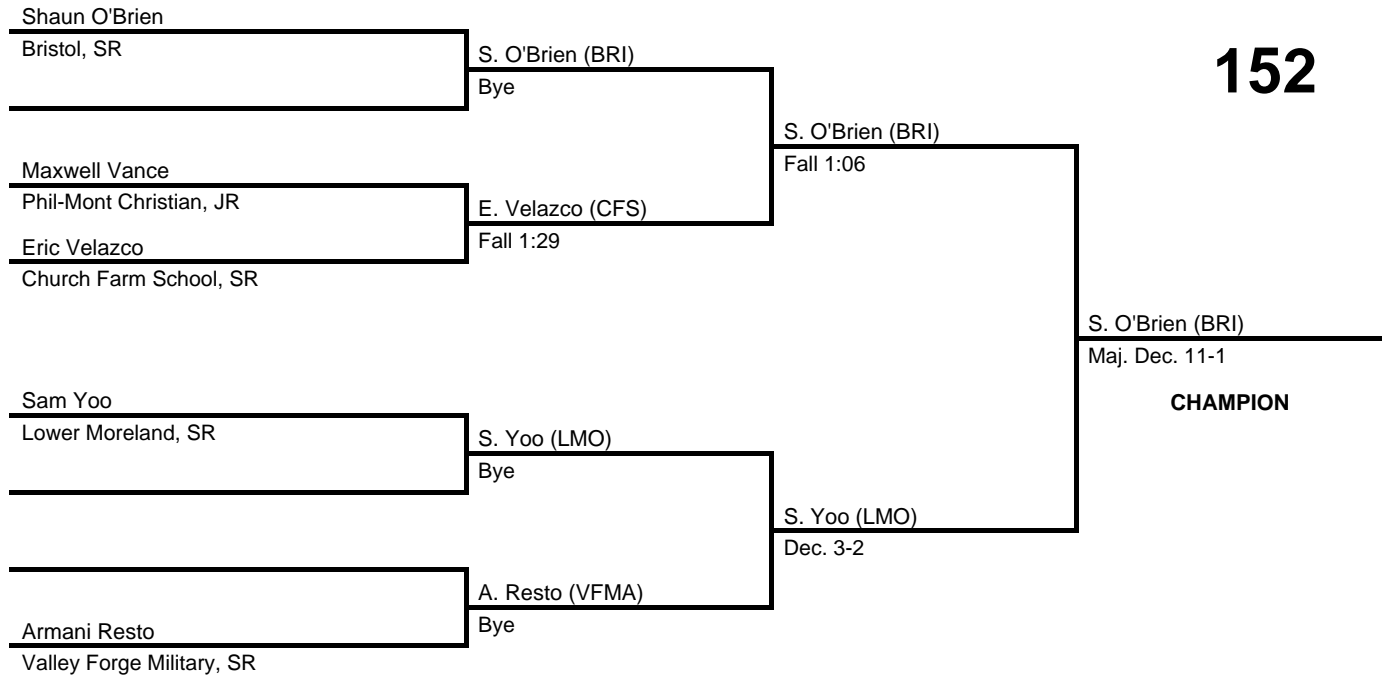 Shaun O'Brien
Bristol, SR
S. O'Brien (BRI)
Bye
152
S. O'Brien (BRI)
Fall 1:06
Maxwell Vance
Phil-Mont Christian, JR
E. Velazco (CFS)
Fall 1:29
Eric Velazco
Church Farm School, SR
S. O'Brien (BRI)
Maj. Dec. 11-1
CHAMPION
Sam Yoo
Lower Moreland, SR
S. Yoo (LMO)
Bye
S. Yoo (LMO)
Dec. 3-2
A. Resto (VFMA)
Bye
Armani Resto
Valley Forge Military, SR